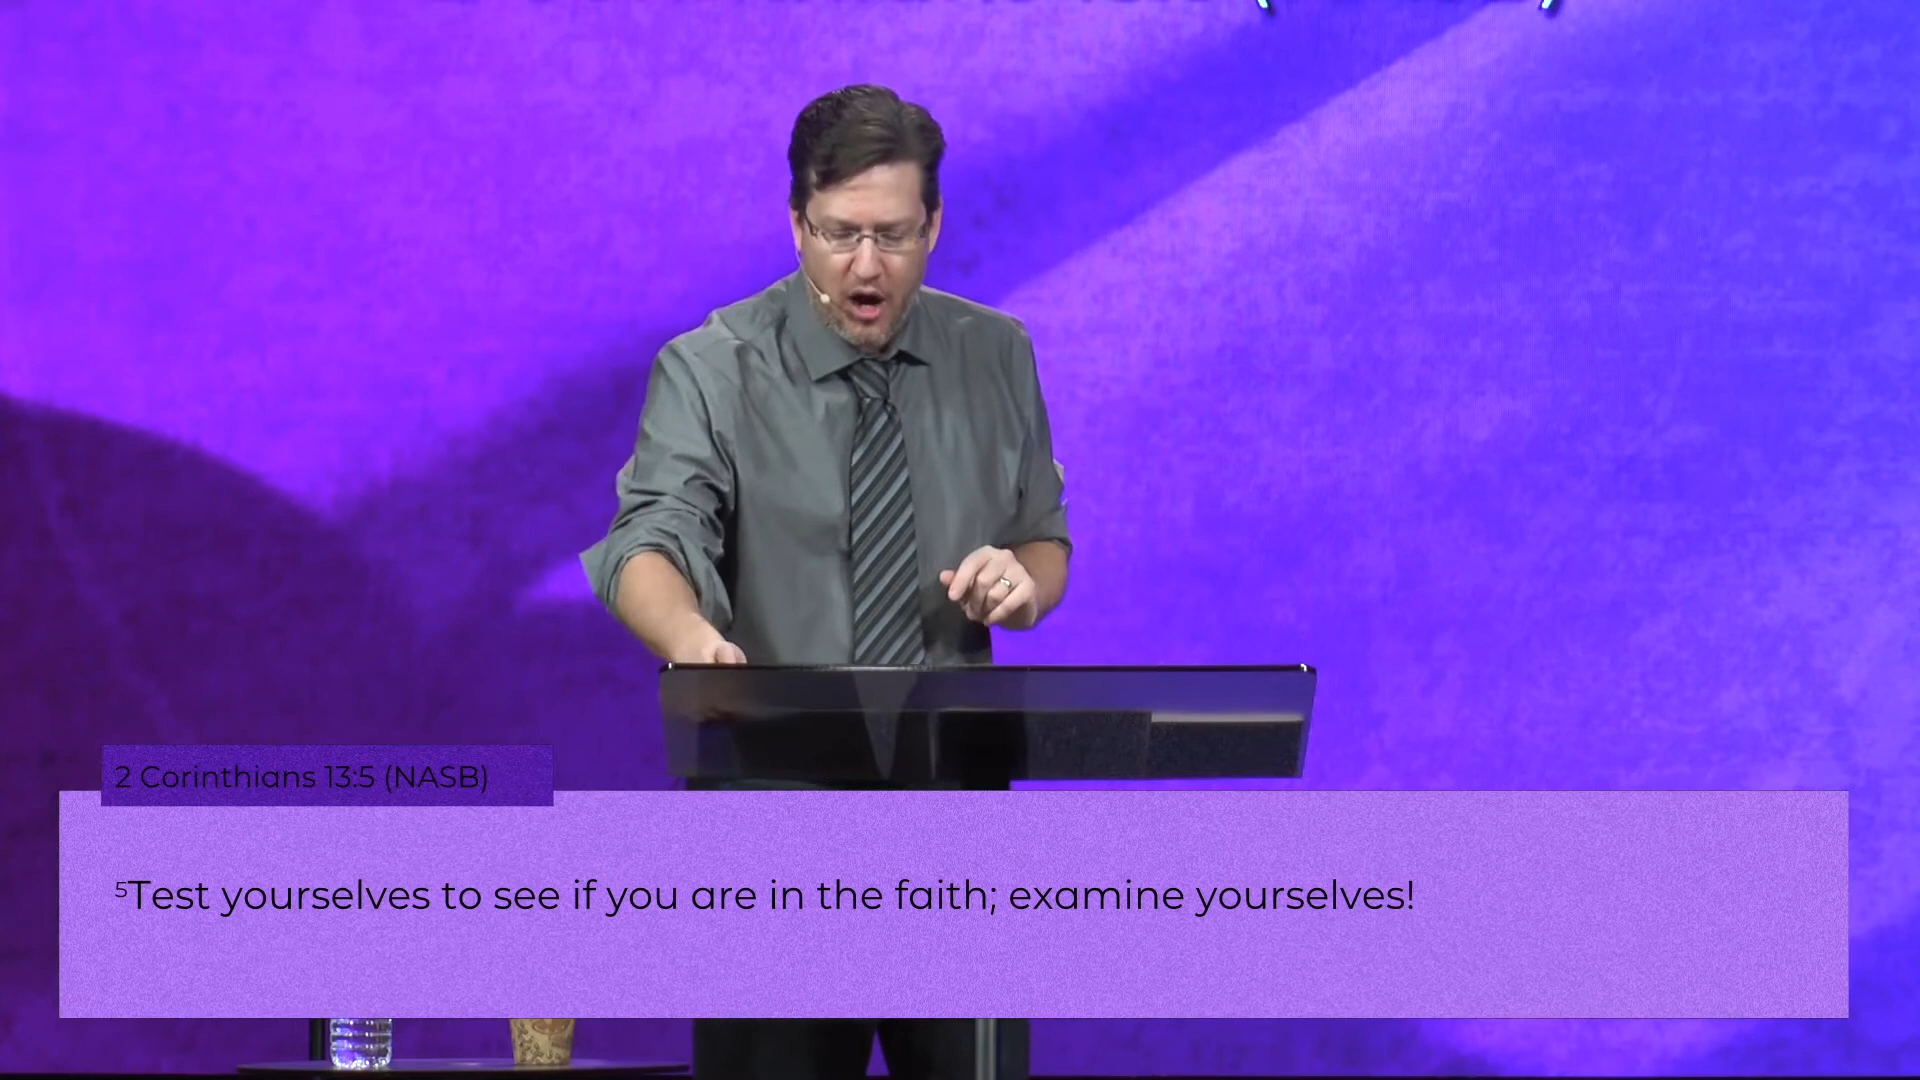 2 Corinthians 13:5 (NASB)
⁵Test yourselves to see if you are in the faith; examine yourselves!